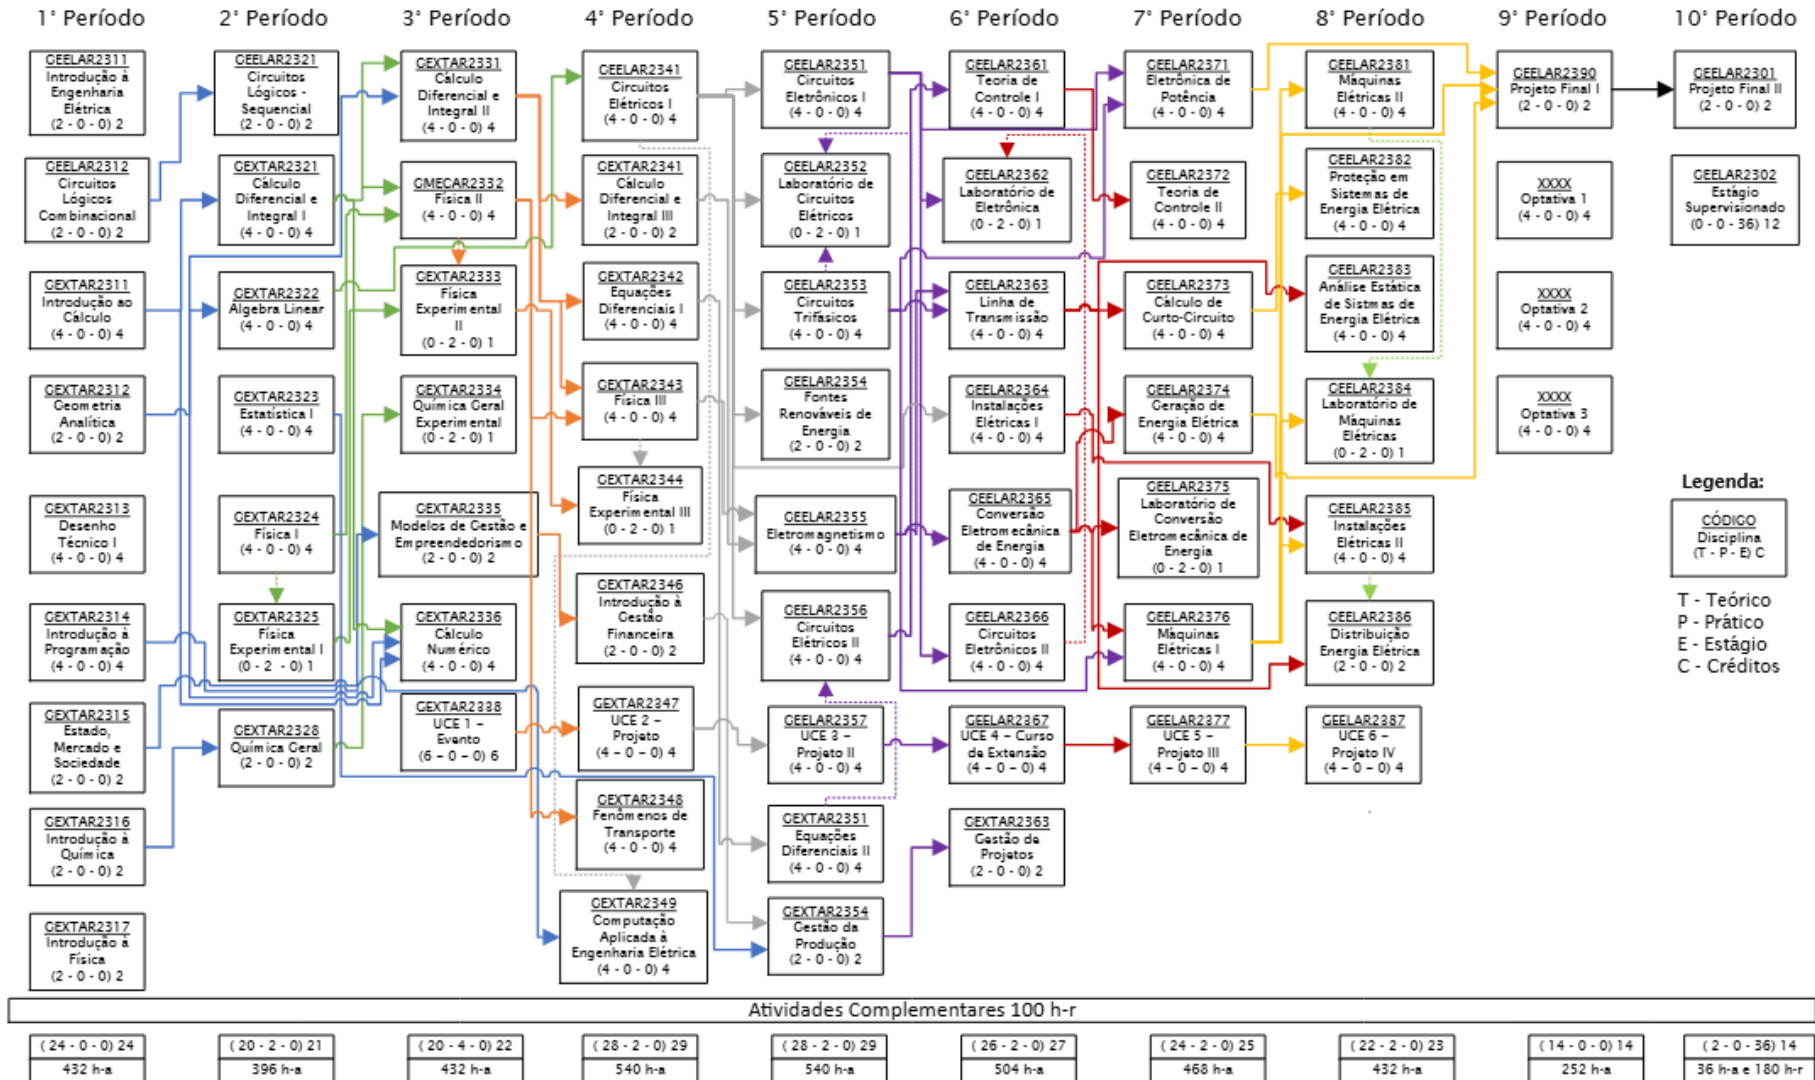 1° Período
2° Período
3° Período
4° Período
5° Período
6° Período
7° Período
8° Período
9° Período
10° Período
GEELAR2311
Introdução à
Engenharia
Elétrica
(2 - 0 - 0) 2
GEELAR2312
Circuitos
Lógicos
Combinacional
(2 - 0 - 0) 2
GEXTAR2311
Introdução ao
Cálculo
(4 - 0 - 0) 4
GEXTAR2312
Geometria
Analítica
(2 - 0 - 0) 2
GEXTAR2313
Desenho
Técnico I
(4 - 0 - 0) 4
GEXTAR2314
Introdução à
Programação
(4 - 0 - 0) 4
GEXTAR2315
Estado,
Mercado e
Sociedade
(2 - 0 - 0) 2
GEXTAR2316
Introdução à
Química
(2 - 0 - 0) 2
GEXTAR2317
Introdução à
Física
(2 - 0 - 0) 2
GEELAR2321
Circuitos
Lógicos -
Sequencial
(2 - 0 - 0) 2
GEXTAR2321
Cálculo
Diferencial e
Integral I
(4 - 0 - 0) 4
GEXTAR2322
Algebra Linear
(4 - 0 - 0) 4
GEXTAR2323
Estatística I
(4 - 0 - 0) 4
GEXTAR2324
Física I
(4 - 0 - 0) 4
GEXTAR2325
Física
Experimental I
(0 - 2 - 0) 1
GEXTAR2328
Química Geral
(2 - 0 - 0) 2
GEXTAR2331
Cálculo
Diferencial e
Integral II
(4 - 0 - 0) 4
GMECAR2332
Física II
(4 - 0 - 0) 4
GEXTAR2333
Física
Experimental
II
(0 - 2 - 0) 1
GEXTAR2334
Química Geral
Experimental
(0 - 2 - 0) 1
GEXTAR2335
Modelos de Gestão e
Empreendedorismo
(2 - 0 - 0) 2
GEXTAR2336
Cálculo
Numérico
(4 - 0 - 0) 4
GEXTAR2338
UCE 1 –
Evento
(6 – 0 – 0) 6
GEELAR2341
Circuitos
Elétricos I
(4 - 0 - 0) 4
GEXTAR2341
Cálculo
Diferencial e
Integral III
(2 - 0 - 0) 2
GEXTAR2342
Equações
Diferenciais I
(4 - 0 - 0) 4
GEXTAR2343
Física III
(4 - 0 - 0) 4
GEXTAR2344
Física
Experimental III
(0 - 2 - 0) 1
GEXTAR2346
Introdução à
Gestão
Financeira
(2 - 0 - 0) 2
GEXTAR2347
UCE 2 –
Projeto
(4 – 0 – 0) 4
GEXTAR2348
Fenômenos de
Transporte
(4 - 0 - 0) 4
GEXTAR2349
Computação
Aplicada à
Engenharia Elétrica
(4 - 0 - 0) 4
GEELAR2351
Circuitos
Eletrônicos I
(4 - 0 - 0) 4
GEELAR2352
Laboratório de
Circuitos
Elétricos
(0 - 2 - 0) 1
GEELAR2353
Circuitos
Trifásicos
(4 - 0 - 0) 4
GEELAR2354
Fontes
Renováveis de
Energia
(2 - 0 - 0) 2
GEELAR2355
Eletromagnetismo
(4 - 0 - 0) 4
GEELAR2356
Circuitos
Elétricos II
(4 - 0 - 0) 4
GEELAR2357
UCE 3 –
Projeto II
(4 - 0 - 0) 4
GEXTAR2351
Equações
Diferenciais II
(4 - 0 - 0) 4
GEXTAR2354
Gestão da
Produção
(2 - 0 - 0) 2
GEELAR2361
Teoria de
Controle I
(4 - 0 - 0) 4
GEELAR2362
Laboratório de
Eletrônica
(0 - 2 - 0) 1
GEELAR2363
Linha de
Transmissão
(4 - 0 - 0) 4
GEELAR2364
Instalações
Elétricas I
(4 - 0 - 0) 4
GEELAR2365
Conversão
Eletromecânica
de Energia
(4 - 0 - 0) 4
GEELAR2366
Circuitos
Eletrônicos II
(4 - 0 - 0) 4
GEELAR2367
UCE 4 – Curso
de Extensão
(4 – 0 – 0) 4
GEXTAR2363
Gestão de
Projetos
(2 - 0 - 0) 2
GEELAR2371
Eletrônica de
Potência
(4 - 0 - 0) 4
GEELAR2372
Teoria de
Controle II
(4 - 0 - 0) 4
GEELAR2373
Cálculo de
Curto-Circuito
(4 - 0 - 0) 4
GEELAR2374
Geração de
Energia Elétrica
(4 - 0 - 0) 4
GEELAR2375
Laboratório de
Conversão
Eletromecânica de
Energia
(0 - 2 - 0) 1
GEELAR2376
Máquinas
Elétricas I
(4 - 0 - 0) 4
GEELAR2377
UCE 5 –
Projeto III
(4 – 0 – 0) 4
GEELAR2381
Máquinas
Elétricas II
(4 - 0 - 0) 4
GEELAR2382
Proteção em
Sistemas de
Energia Elétrica
(4 - 0 - 0) 4
GEELAR2383
Análise Estática
de Sistmas de
Energia Elétrica
(4 - 0 - 0) 4
GEELAR2384
Laboratório de
Máquinas
Elétricas
(0 - 2 - 0) 1
GEELAR2385
Instalações
Elétricas II
(4 - 0 - 0) 4
GEELAR2386
Distribuição
Energia Elétrica
(2 - 0 - 0) 2
GEELAR2387
UCE 6 –
Projeto IV
(4 – 0 – 0) 4
GEELAR2390
Projeto Final I
(2 - 0 - 0) 2
XXXX
Optativa 1
(4 - 0 - 0) 4
XXXX
Optativa 2
(4 - 0 - 0) 4
XXXX
Optativa 3
(4 - 0 - 0) 4
GEELAR2301
Projeto Final II
(2 - 0 - 0) 2
GEELAR2302
Estágio
Supervisionado
(0 - 0 - 36) 12
Legenda:
CÓDIGO
Disciplina
(T - P - E) C
T - Teórico
P - Prático
E - Estágio
C - Créditos
Atividades Complementares 100 h-r
( 24 - 0 - 0) 24
( 20 - 2 - 0) 21
( 20 - 4 - 0) 22
( 28 - 2 - 0) 29
( 28 - 2 - 0) 29
( 26 - 2 - 0) 27
( 24 - 2 - 0) 25
( 22 - 2 - 0) 23
(14 - 0 - 0) 14
( 2 - 0 - 36) 14
432 h-a
396 h-a
432 h-a
540 h-a
540 h-a
504 h-a
468 h-a
432 h-a
252 h-a
36 h-a e 180 h-r